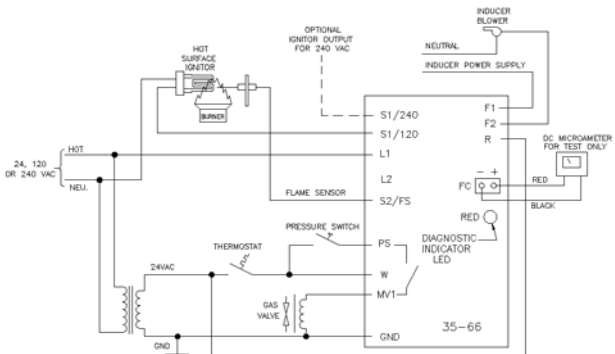 INDUCER
BLOWER
OPTIONAL
IGNITOR OUTPUT
FOR 240 VAC
NEUTRAL
HOT
SURFACE
IGNITOR
INDUCER POWER SUPPLY
BURNER
S1/240
F1
F2
S1/120
R
DC MICROAMETER
FOR TEST ONLY
HOT
L1
24, 120
OR 240 VAC
NEU.
L2
- +
FC
RED
FLAME SENSOR
S2/FS
BLACK
RED
PRESSURE SWITCH
PS
DIAGNOSTIC
INDICATOR
LED
THERMOSTAT
24VAC
W
MV1
GAS
VALVE
GND
GND
35-66